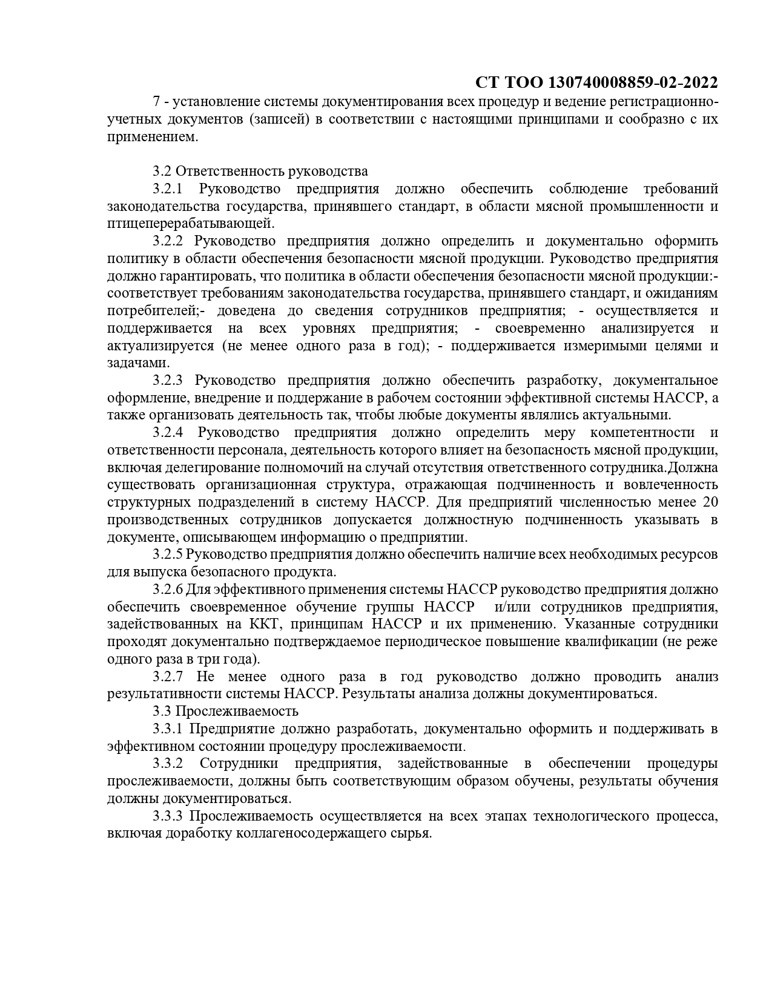 СТ ТОО 130740008859-02-2022
7 - установление системы документирования всех процедур и ведение регистрационно-
учетных документов (записей) в соответствии с настоящими принципами и сообразно с их
применением.
3.2 Ответственность руководства
3.2.1 Руководство предприятия должно обеспечить соблюдение требований
законодательства государства, принявшего стандарт, в области мясной промышленности и
птицеперерабатывающей.
3.2.2 Руководство предприятия должно определить и документально оформить
политику в области обеспечения безопасности мясной продукции. Руководство предприятия
должно гарантировать, что политика в области обеспечения безопасности мясной продукции:-
соответствует требованиям законодательства государства, принявшего стандарт, и ожиданиям
потребителей;- доведена до сведения сотрудников предприятия; - осуществляется и
поддерживается на всех уровнях предприятия; - своевременно анализируется и
актуализируется (не менее одного раза в год); - поддерживается измеримыми целями и
задачами.
3.2.3 Руководство предприятия должно обеспечить разработку, документальное
оформление, внедрение и поддержание в рабочем состоянии эффективной системы НАССР, а
также организовать деятельность так, чтобы любые документы являлись актуальными.
3.2.4 Руководство предприятия должно определить меру компетентности и
ответственности персонала, деятельность которого влияет на безопасность мясной продукции,
включая делегирование полномочий на случай отсутствия ответственного сотрудника.Должна
существовать организационная структура, отражающая подчиненность и вовлеченность
структурных подразделений в систему НАССР. Для предприятий численностью менее 20
производственных сотрудников допускается должностную подчиненность указывать в
документе, описывающем информацию о предприятии.
3.2.5 Руководство предприятия должно обеспечить наличие всех необходимых ресурсов
для выпуска безопасного продукта.
3.2.6 Для эффективного применения системы НАССР руководство предприятия должно
обеспечить своевременное обучение группы НАССР и/или сотрудников предприятия,
задействованных на ККТ, принципам НАССР и их применению. Указанные сотрудники
проходят документально подтверждаемое периодическое повышение квалификации (не реже
одного раза в три года).
3.2.7 Не менее одного раза в год руководство должно проводить анализ
результативности системы НАССР. Результаты анализа должны документироваться.
3.3 Прослеживаемость
3.3.1 Предприятие должно разработать, документально оформить и поддерживать в
эффективном состоянии процедуру прослеживаемости.
3.3.2 Сотрудники предприятия, задействованные в обеспечении процедуры
прослеживаемости, должны быть соответствующим образом обучены, результаты обучения
должны документироваться.
3.3.3 Прослеживаемость осуществляется на всех этапах технологического процесса,
включая доработку коллагеносодержащего сырья.